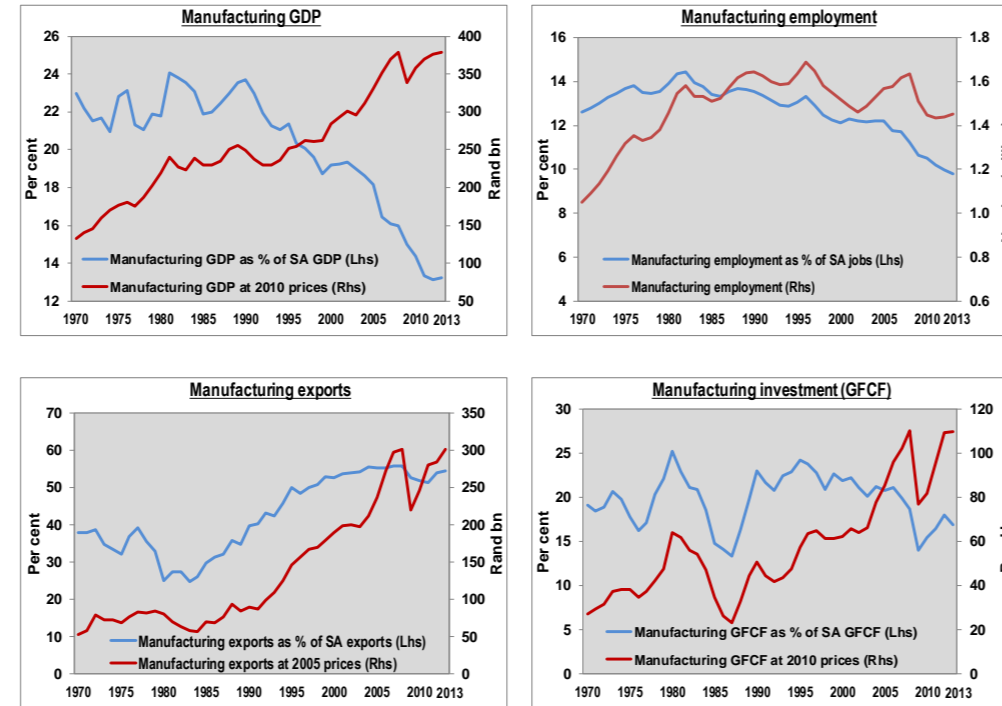 Manufacturing GDP
Per cent
26
24
22
20
18
16
14
12
400
350
300
250
200
150
100
50
Rand bn
Manufacturing GDP as % of SA GDP (Lhs)
Manufacturing GDP at 2010 prices (Rhs)
1970 1975 1980 1985 1990 1995 2000 2005 2010 2013
Manufacturing employment
Per cent
16
14
12
10
8
6
4
1.8
1.6
1.4
1.2
1.0
0.8
0.6
Manufacturing employment as % of SA jobs (Lhs)
Manufacturing employment (Rhs)
1970 1975 1980 1985 1990 1995 2000 2005 2010 2013
Manufacturing exports
Per cent
70
60
50
40
30
20
10
0
350
300
250
200
150
100
50
0
Rand bn
Manufacturing exports as % of SA exports (Lhs)
Manufacturing exports at 2005 prices (Rhs)
1970 1975 1980 1985 1990 1995 2000 2005 2010 2013
Manufacturing investment (GFCF)
Per cent
30
25
20
15
10
5
0
120
100
80
60
40
20
0
Manufacturing GFCF as % of SA GFCF (Lhs)
Manufacturing GFCF at 2010 prices (Rhs)
1970 1975 1980 1985 1990 1995 2000 2005 2010 2013